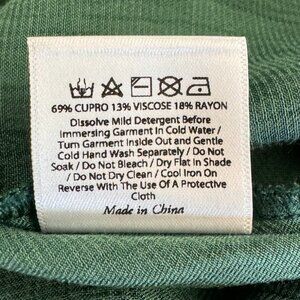 69% CUPRO 13% VISCOSE 18% RAYON
Dissolve Mild Detergent Before
Immersing Garment In Cold Water /
Turn Garment Inside Out and Gentle
Cold Hand Wash Separately / Do Not
Soak / Do Not Bleach / Dry Flat in Shade
/ Do Not Dry Clean / Cool Iron On
Reverse With The Use Of A Protective
Cloth
Made in China